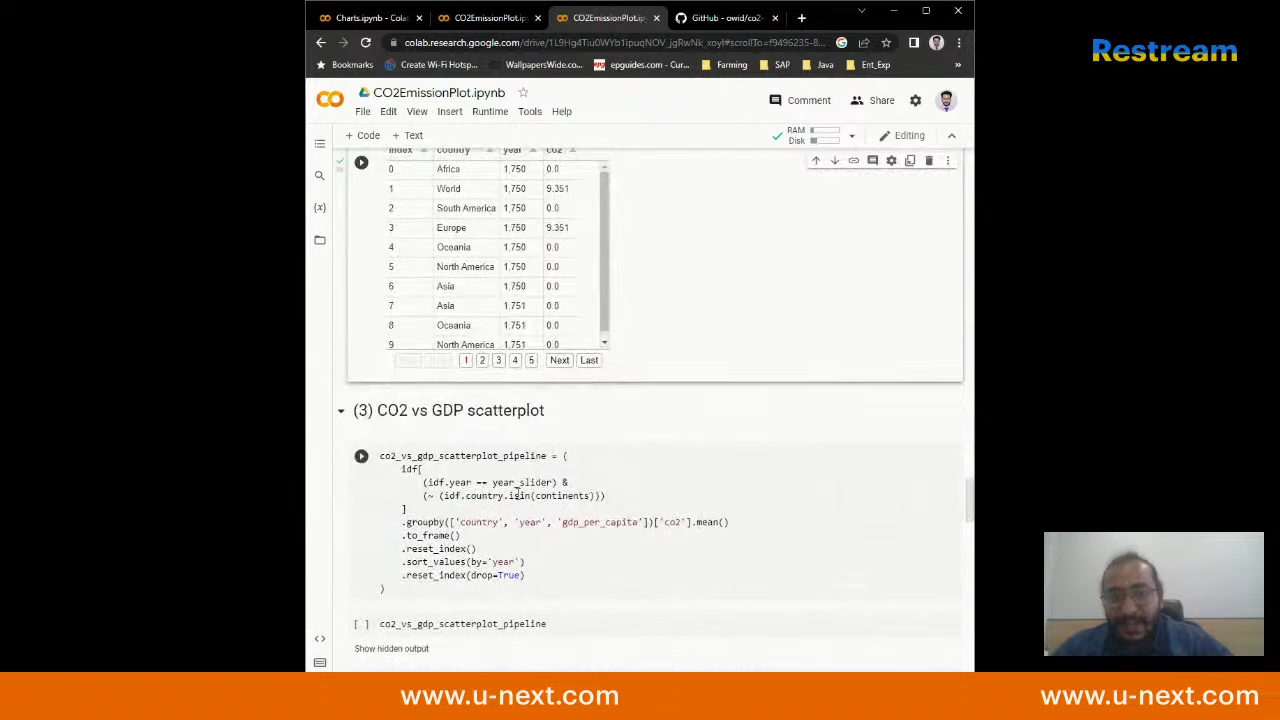 Charts.ipynb - Cola
CO2EmissionPlot.ipyn
CO2EmissionPlot.ipyn
GitHub - owid/co2-
Restream
colab.research.google.com/drive/1L9Hg4Tiu0WYb1ipuqNOV_jgRwNk_xoyI#scrollTo=f9496235-8...
Bookmarks
Create Wi-Fi Hotsp...
WallpapersWide.co...
epguides.com - Cur...
Farming
SAP
Java
Ent_Exp
»
CO2EmissionPlot.ipynb
Comment
Share
File Edit View Insert Runtime Tools Help
+ Code + Text
RAM
Disk
Editing
index country year co2
0 Africa 1,750 0.0
1 World 1,750 9.351
2 South America 1,750 0.0
3 Europe 1,750 9.351
4 Oceania 1,750 0.0
5 North America 1,750 0.0
6 Asia 1,750 0.0
7 Asia 1,751 0.0
8 Oceania 1,751 0.0
9 North America 1,751 0.0
1 2 3 4 5 Next Last
(3) CO2 vs GDP scatterplot
co2_vs_gdp_scatterplot_pipeline = (
idf[
(idf.year == year_slider) &
(~ (idf.country.isin(continents)))
]
.groupby(['country', 'year', 'gdp_per_capita'])['co2'].mean()
.to_frame()
.reset_index()
.sort_values(by='year')
.reset_index(drop=True)
)
[ ] co2_vs_gdp_scatterplot_pipeline
Show hidden output
www.u-next.com
www.u-next.com